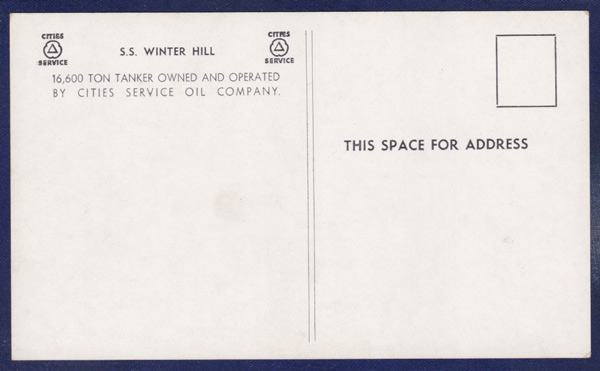 CITIES SERVICE
S.S. WINTER HILL
CITIES SERVICE
16,600 TON TANKER OWNED AND OPERATED
BY CITIES SERVICE OIL COMPANY.
THIS SPACE FOR ADDRESS